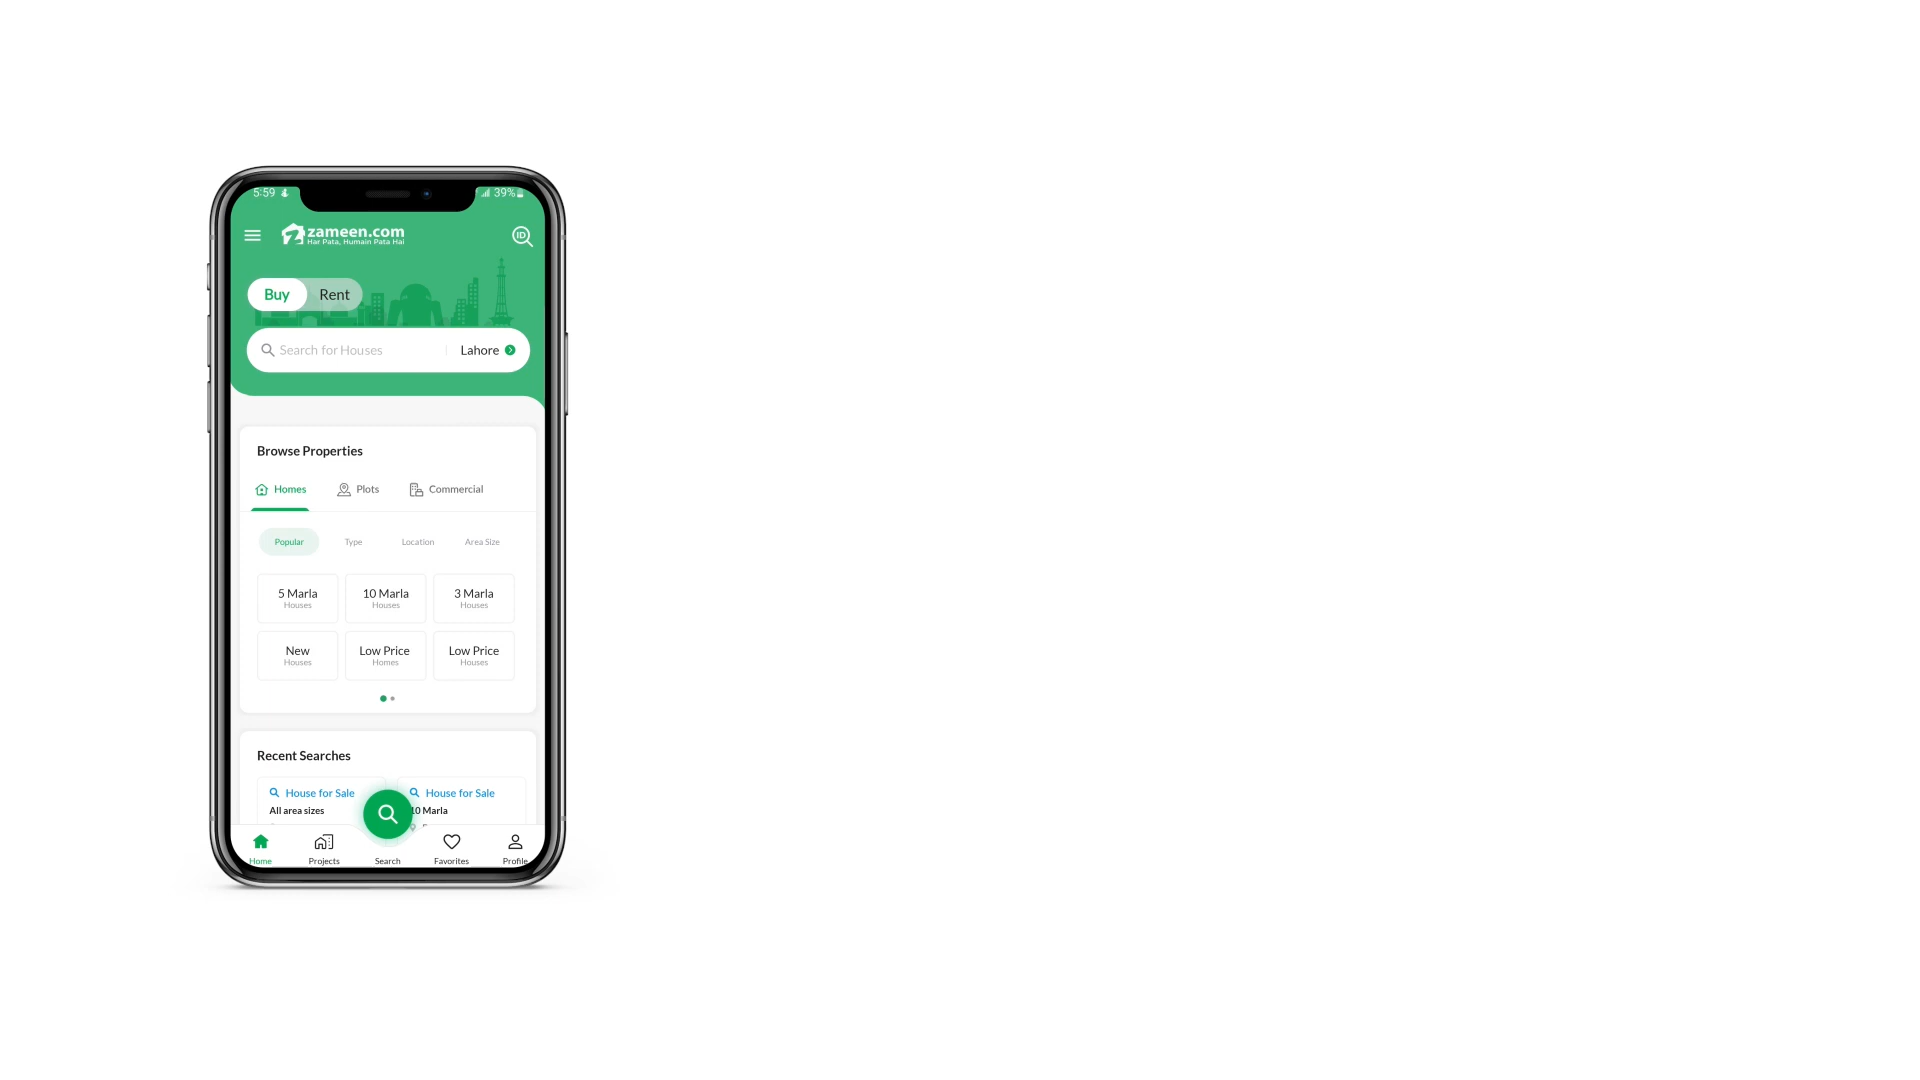 5:59
39%
zameen.com
Har Pata, Humain Pata Hai
ID
Buy Rent
Search for Houses Lahore
Browse Properties
Homes Plots Commercial
Popular Type Location Area Size
5 Marla 10 Marla 3 Marla
Houses Houses Houses
New Low Price Low Price
Houses Homes Houses
Recent Searches
House for Sale House for Sale
All area sizes 10 Marla
Home Projects Search Favorites Profile